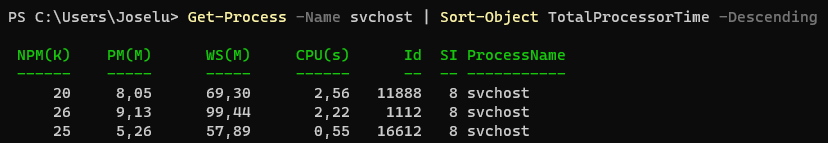 PS C:\Users\Joselu> Get-Process -Name svchost | Sort-Object TotalProcessorTime -Descending
NPM(K) PM(M) WS(M) CPU(s) Id SI ProcessName
------ ----- ----- ------ -- -- -----------
20 8,05 69,30 2,56 11888 8 svchost
26 9,13 99,44 2,22 1112 8 svchost
25 5,26 57,89 0,55 16612 8 svchost